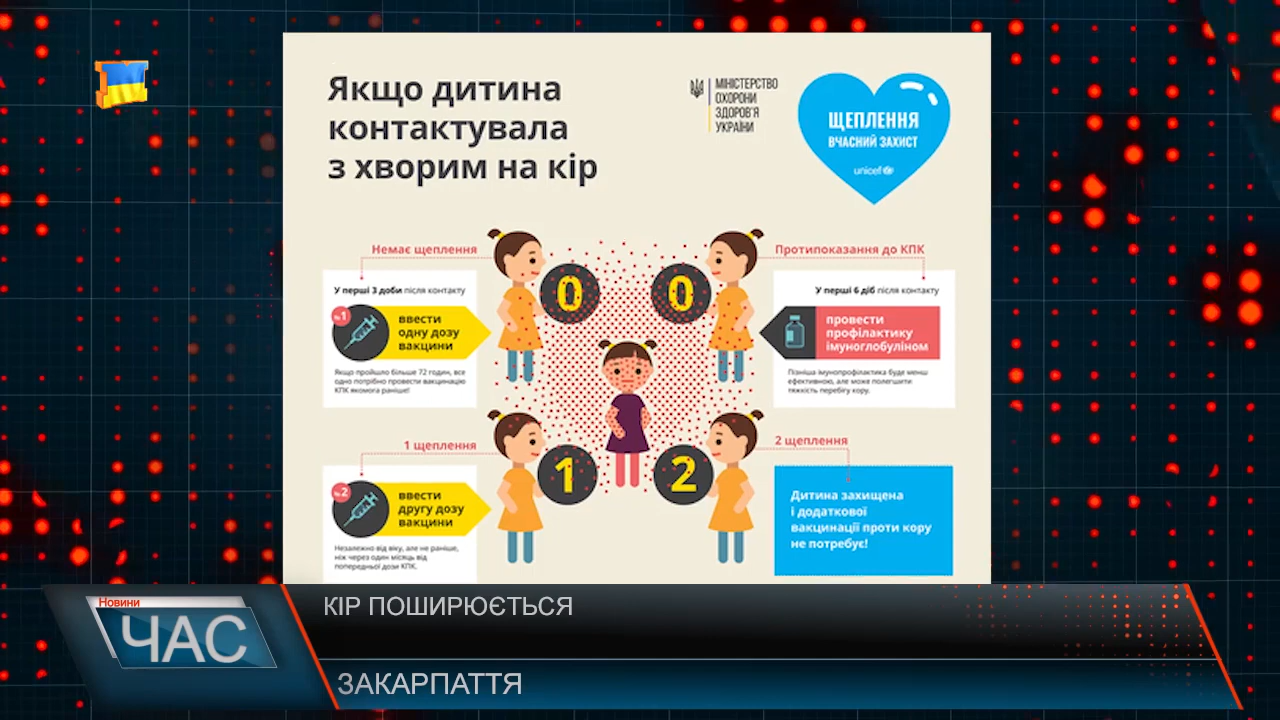 Якщо дитина
контактувала
з хворим на кір
МІНІСТЕРСТВО
ОХОРОНИ
ЗДОРОВ'Я
УКРАЇНИ
ЩЕПЛЕННЯ
ВЧАСНИЙ ЗАХИСТ
unicef
Немає щеплення
У перші 3 доби після контакту
№1
ввести
одну дозу
вакцини
Якщо пройшло більше 72 годин, все
одно потрібно провести вакцинацію
КПК якомога раніше!
0
0
Протипоказання до КПК
У перші 6 діб після контакту
провести
профілактику
імуноглобуліном
Пізніша імунопрофілактика буде менш
ефективною, але може полегшити
тяжкість перебігу кору.
1 щеплення
№2
ввести
другу дозу
вакцини
Незалежно від віку, але не раніше,
ніж через один місяць від
попередньої дози КПК.
1
2
2 щеплення
Дитина захищена
і додаткової
вакцинації проти кору
не потребує!
Новини
ЧАС
КІР ПОШИРЮЄТЬСЯ
ЗАКАРПАТТЯ